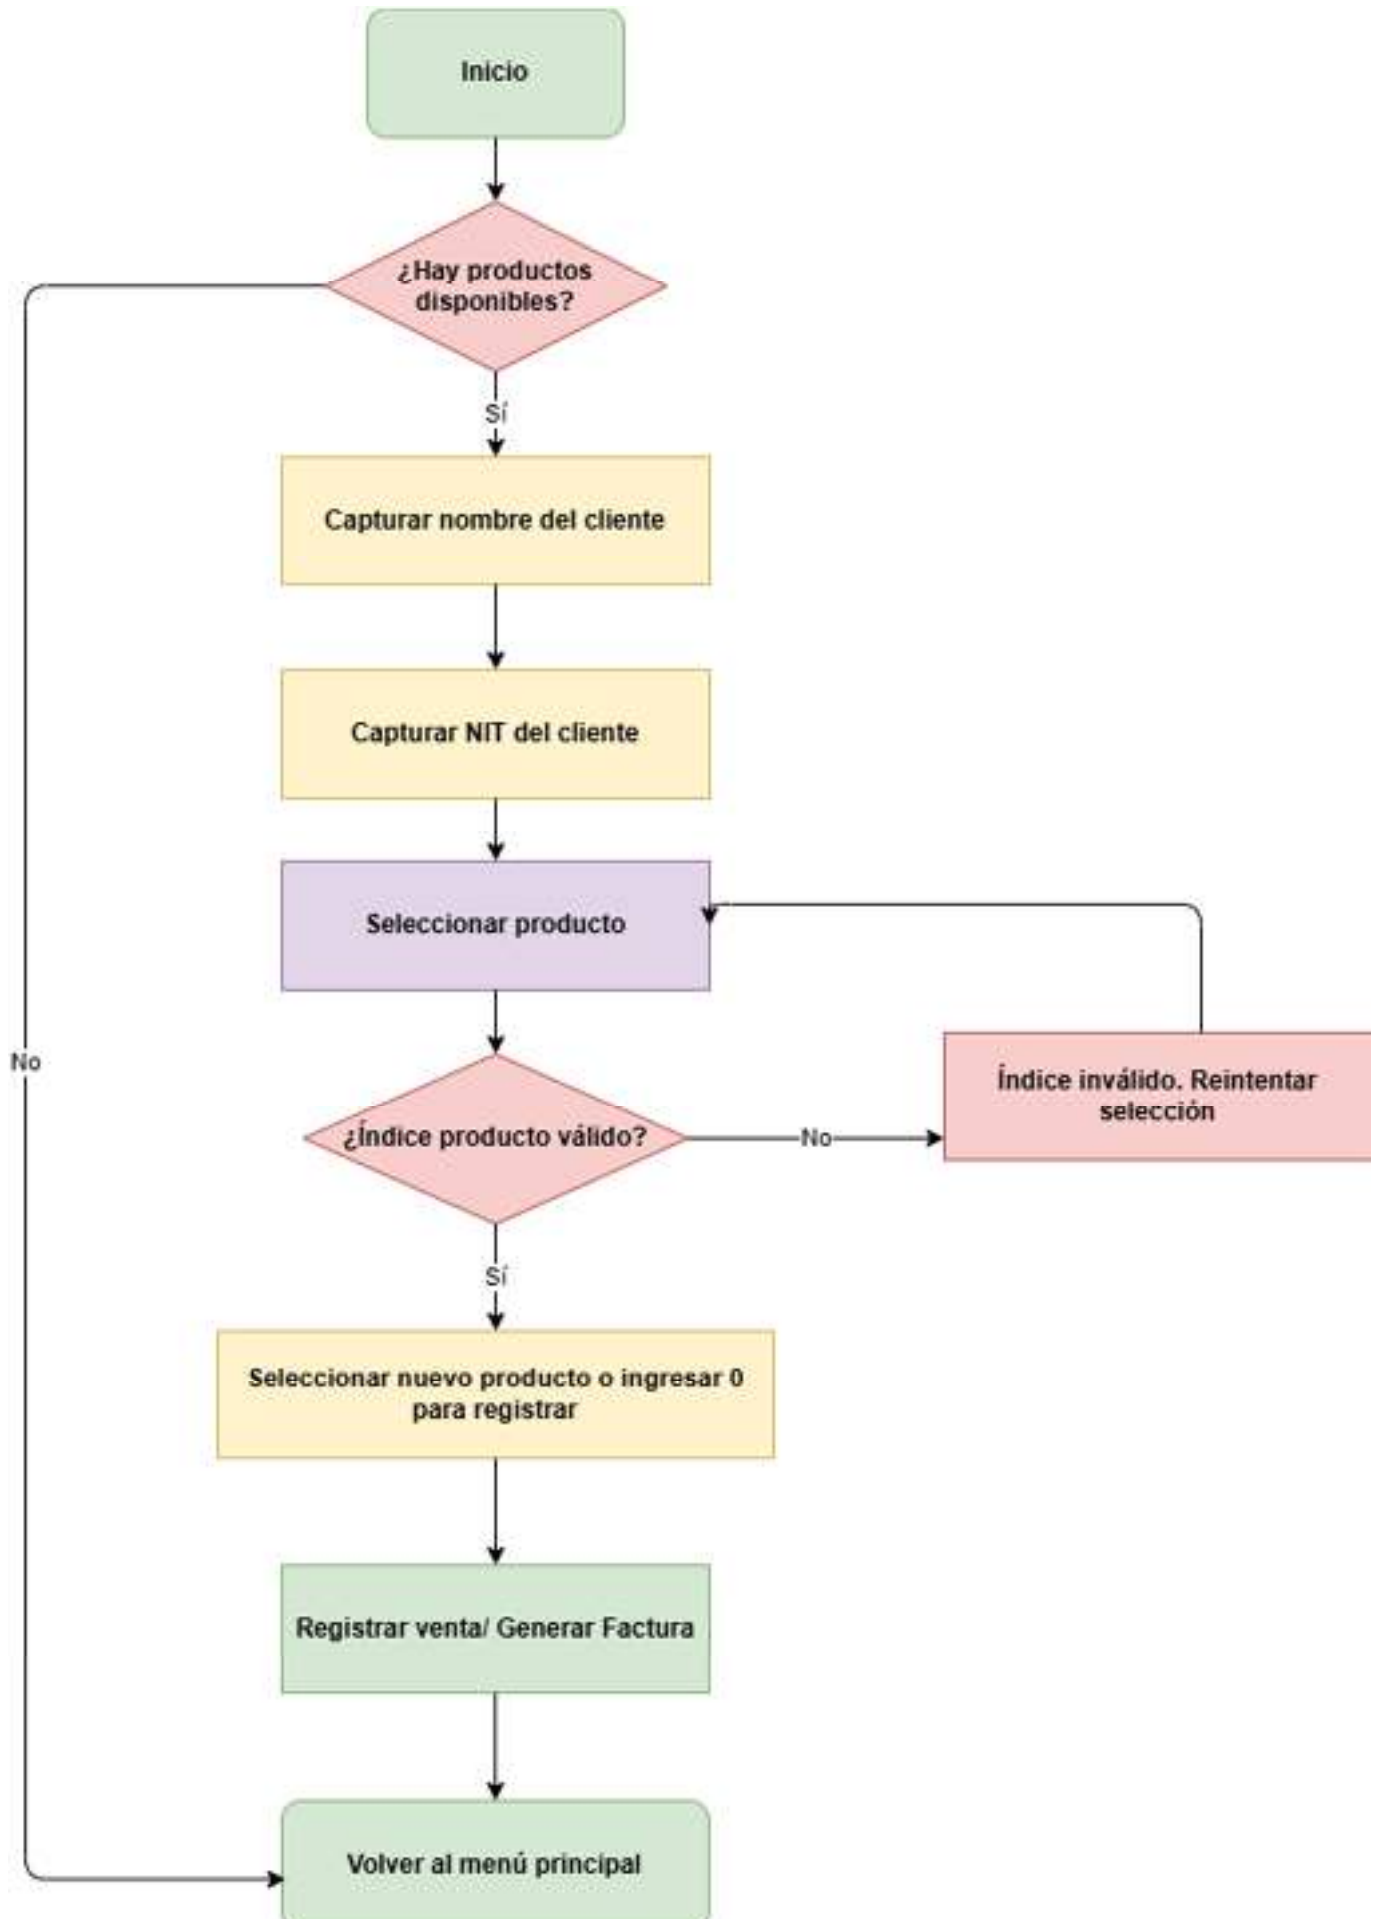 Inicio
¿Hay productos
disponibles?
Sí
Capturar nombre del cliente
Capturar NIT del cliente
Seleccionar producto
No
Índice inválido. Reintentar
selección
¿Índice producto válido?
No
Sí
Seleccionar nuevo producto o ingresar 0
para registrar
Registrar venta/ Generar Factura
Volver al menú principal